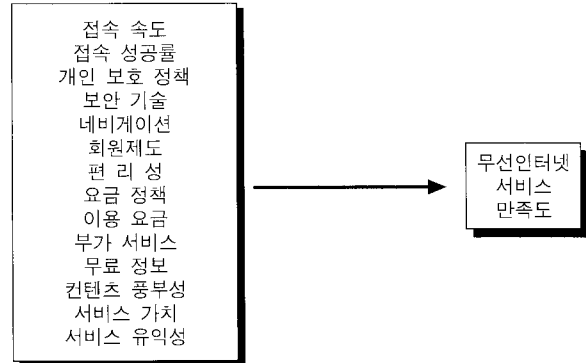 접속 속도
접속 성공률
개인 보호 정책
보안 기술
네비게이션
회원제도
편 리 성
요금 정책
이용 요금
부가 서비스
무료 정보
컨텐츠 풍부성
서비스 가치
서비스 유익성
무선인터넷
서비스
만족도